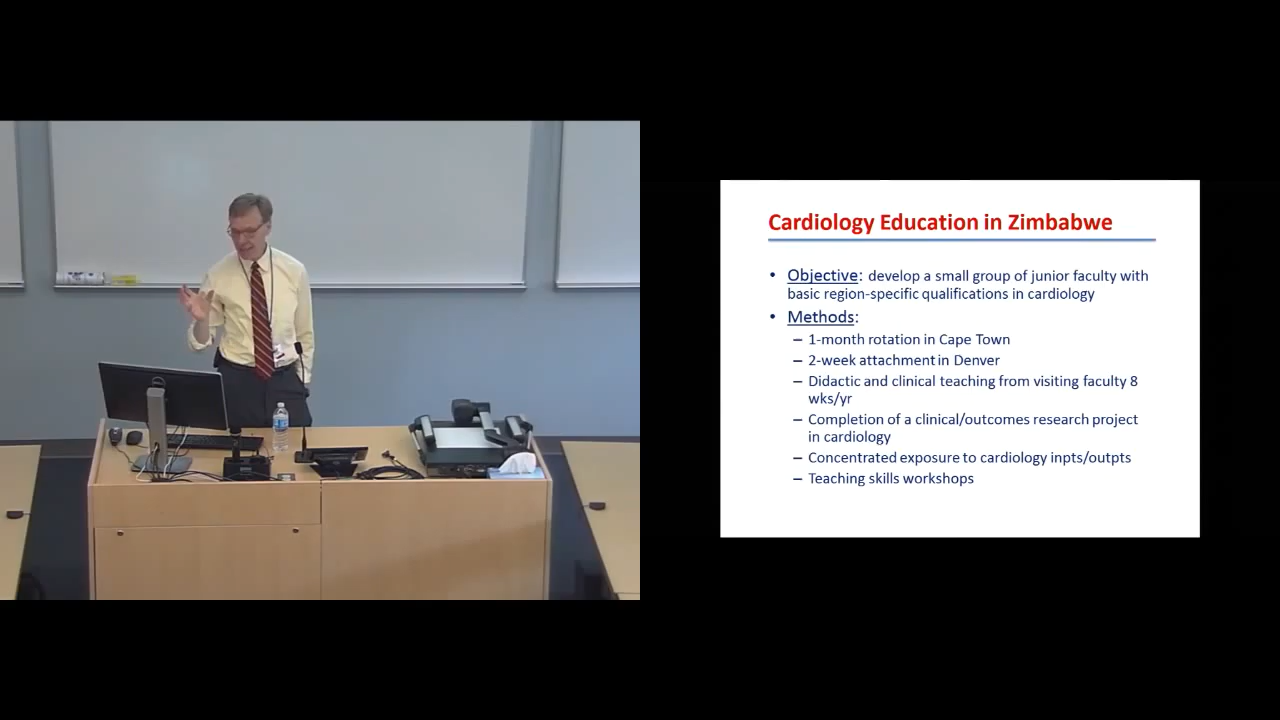 Cardiology Education in Zimbabwe
• Objective: develop a small group of junior faculty with
basic region-specific qualifications in cardiology
• Methods:
– 1-month rotation in Cape Town
– 2-week attachment in Denver
– Didactic and clinical teaching from visiting faculty 8
wks/yr
– Completion of a clinical/outcomes research project
in cardiology
– Concentrated exposure to cardiology inpts/outpts
– Teaching skills workshops